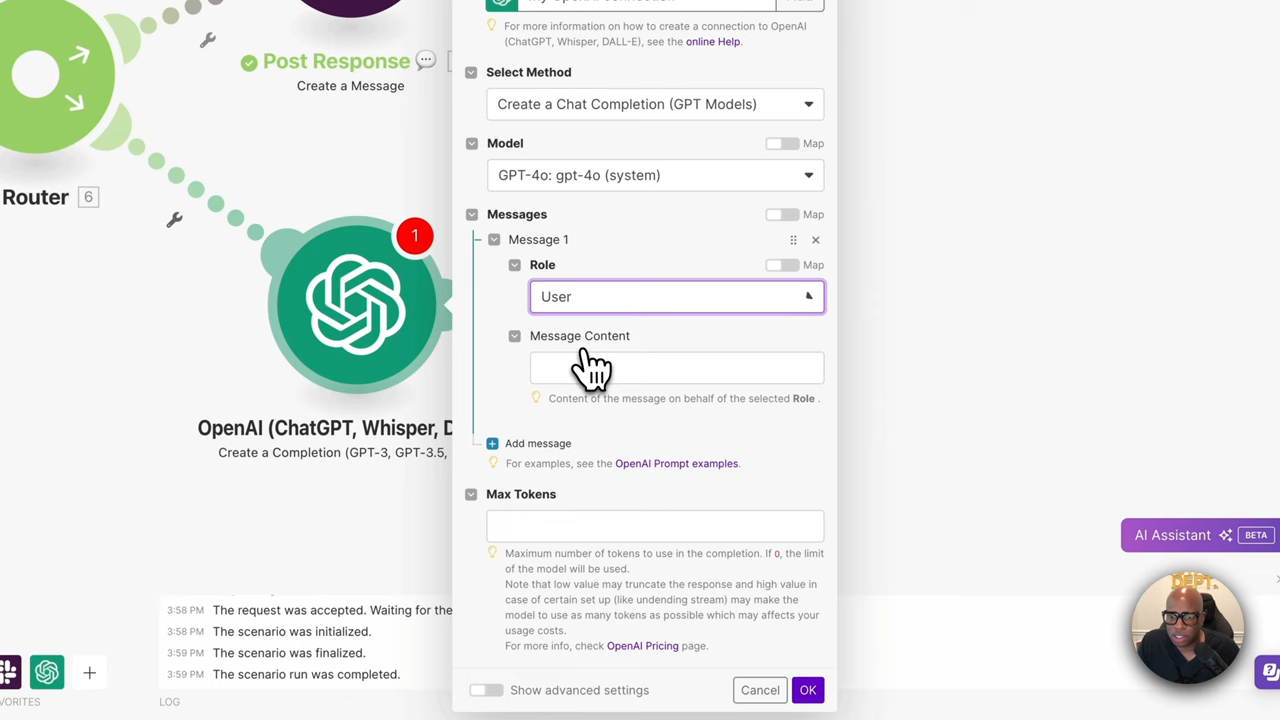 For more information on how to create a connection to OpenAI
(ChatGPT, Whisper, DALL-E), see the online Help.
Post Response
Create a Message
Select Method
Create a Chat Completion (GPT Models)
Model
Map
GPT-4o: gpt-4o (system)
Router 6
Messages
Map
Message 1
1
Role
Map
User
Message Content
Content of the message on behalf of the selected Role .
OpenAI (ChatGPT, Whisper, D
Create a Completion (GPT-3, GPT-3.5,
Add message
For examples, see the OpenAI Prompt examples.
Max Tokens
AI Assistant BETA
Maximum number of tokens to use in the completion. If 0, the limit
of the model will be used.
Note that low value may truncate the response and high value in
case of certain set up (like undending stream) may make the
model to use as many tokens as possible which may affects your
usage costs.
For more info, check OpenAI Pricing page.
DEPT
3:58 PM The request was accepted. Waiting for the
3:58 PM The scenario was initialized.
3:59 PM The scenario was finalized.
3:59 PM The scenario run was completed.
Show advanced settings
Cancel
OK
VORITES
LOG